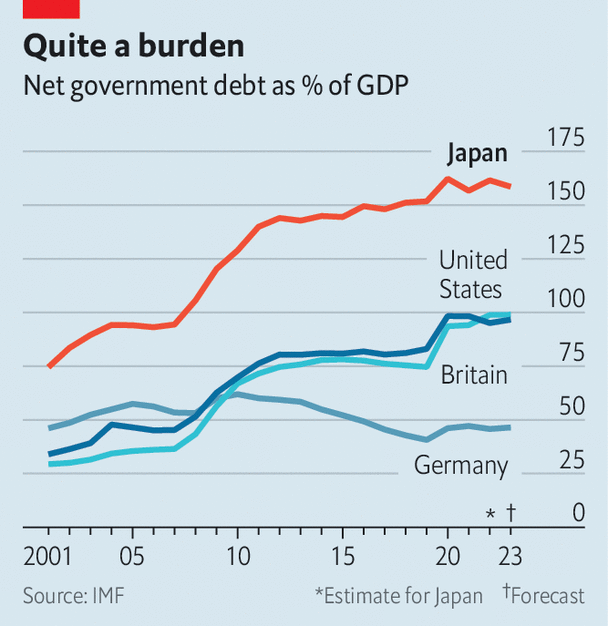 Quite a burden
Net government debt as % of GDP
175
Japan
150
125
United
States
100
75
Britain
50
Germany
25
* †
0
2001 05 10 15 20 23
Source: IMF *Estimate for Japan †Forecast